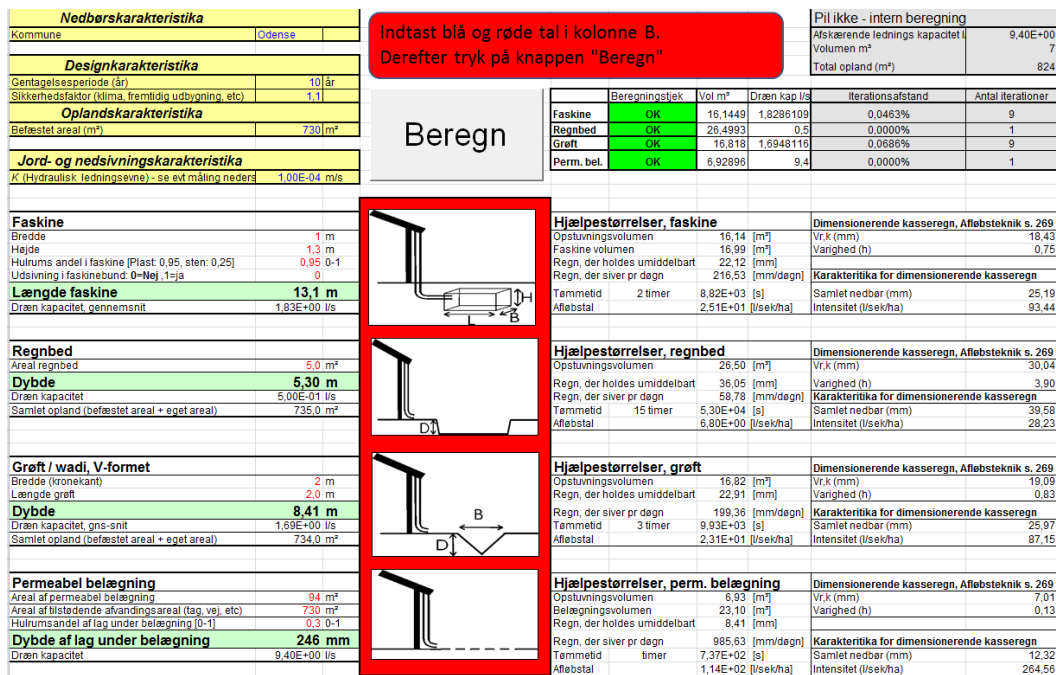 Nedbørskarakteristika
Kommune Odense
Designkarakteristika
Gentagelsesperiode (år) 10 år
Sikkerhedsfaktor (klima, fremtidig udbygning, etc) 1,1
Oplandskarakteristika
Befæstet areal (m²) 730 m²
Jord- og nedsivningskarakteristika
K (Hydraulisk ledningsevne) - se evt måling neders 1,00E-04 m/s
Indtast blå og røde tal i kolonne B.
Derefter tryk på knappen "Beregn"
Beregn
Pil ikke - intern beregning
Afskærende lednings kapacitet l 9,40E+00
Volumen m³ 7
Total opland (m²) 824
Beregningstjek Vol m³ Dræn kap l/s Iterationsafstand Antal iterationer
Faskine OK 16,1449 1,8286109 0,0463% 9
Regnbed OK 26,4993 0,5 0,0000% 1
Grøft OK 16,818 1,6948116 0,0686% 9
Perm. bel. OK 6,92896 9,4 0,0000% 1
Faskine
Bredde 1 m
Højde 1,3 m
Hulrums andel i faskine [Plast: 0,95, sten: 0,25] 0,95 0-1
Udsivning i faskinebund: 0=Nej ,1=ja 0
Længde faskine 13,1 m
Dræn kapacitet, gennemsnit 1,83E+00 l/s
H
B
L
Hjælpestørrelser, faskine
Opstuvningsvolumen 16,14 [m³]
Faskine volumen 16,99 [m³]
Regn, der holdes umiddelbart 22,12 [mm]
Regn, der siver pr døgn 216,53 [mm/døgn]
Tømmetid 2 timer 8,82E+03 [s]
Afløbstal 2,51E+01 [l/sek/ha]
Dimensionerende kasseregn, Afløbsteknik s. 269
Vr,k (mm) 18,43
Varighed (h) 0,75
Karakteritika for dimensionerende kasseregn
Samlet nedbør (mm) 25,19
Intensitet (l/sek/ha) 93,44
Regnbed
Areal regnbed 5,0 m²
Dybde 5,30 m
Dræn kapacitet 5,00E-01 l/s
Samlet opland (befæstet areal + eget areal) 735,0 m²
D
Hjælpestørrelser, regnbed
Opstuvningsvolumen 26,50 [m³]
Regn, der holdes umiddelbart 36,05 [mm]
Regn, der siver pr døgn 58,78 [mm/døgn]
Tømmetid 15 timer 5,30E+04 [s]
Afløbstal 6,80E+00 [l/sek/ha]
Dimensionerende kasseregn, Afløbsteknik s. 269
Vr,k (mm) 30,04
Varighed (h) 3,90
Karakteritika for dimensionerende kasseregn
Samlet nedbør (mm) 39,58
Intensitet (l/sek/ha) 28,23
Grøft / wadi, V-formet
Bredde (kronekant) 2 m
Længde grøft 2,0 m
Dybde 8,41 m
Dræn kapacitet, gns-snit 1,69E+00 l/s
Samlet opland (befæstet areal + eget areal) 734,0 m²
B
D
Hjælpestørrelser, grøft
Opstuvningsvolumen 16,82 [m³]
Regn, der holdes umiddelbart 22,91 [mm]
Regn, der siver pr døgn 199,36 [mm/døgn]
Tømmetid 3 timer 9,93E+03 [s]
Afløbstal 2,31E+01 [l/sek/ha]
Dimensionerende kasseregn, Afløbsteknik s. 269
Vr,k (mm) 19,09
Varighed (h) 0,83
Karakteritika for dimensionerende kasseregn
Samlet nedbør (mm) 25,97
Intensitet (l/sek/ha) 87,15
Permeabel belægning
Areal af permeabel belægning 94 m²
Areal af tilstødende afvandingsareal (tag, vej, etc) 730 m²
Hulrumsandel af lag under belægning [0-1] 0,3 0-1
Dybde af lag under belægning 246 mm
Dræn kapacitet 9,40E+00 l/s
Hjælpestørrelser, perm. belægning
Opstuvningsvolumen 6,93 [m³]
Belægningsvolumen 23,10 [m³]
Regn, der holdes umiddelbart 8,41 [mm]
Regn, der siver pr døgn 985,63 [mm/døgn]
Tømmetid timer 7,37E+02 [s]
Afløbstal 1,14E+02 [l/sek/ha]
Dimensionerende kasseregn, Afløbsteknik s. 269
Vr,k (mm) 7,01
Varighed (h) 0,13
Karakteritika for dimensionerende kasseregn
Samlet nedbør (mm) 12,32
Intensitet (l/sek/ha) 264,56